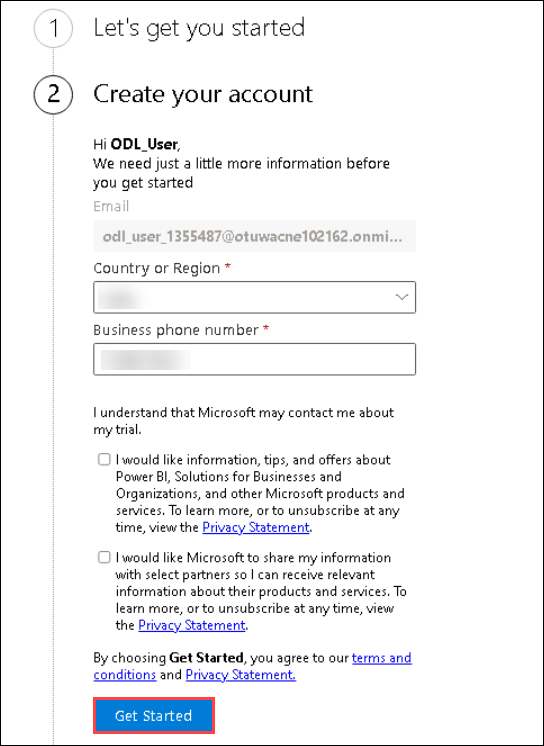 1 Let's get you started
2 Create your account
Hi ODL_User,
We need just a little more information before
you get started
Email
odl_user_1355487@otuwacne102162.onmi...
Country or Region *
Business phone number *
I understand that Microsoft may contact me about
my trial.
I would like information, tips, and offers about
Power BI, Solutions for Businesses and
Organizations, and other Microsoft products and
services. To learn more, or to unsubscribe at any
time, view the Privacy Statement.
I would like Microsoft to share my information
with select partners so I can receive relevant
information about their products and services. To
learn more, or to unsubscribe at any time, view
the Privacy Statement.
By choosing Get Started, you agree to our terms and
conditions and Privacy Statement.
Get Started